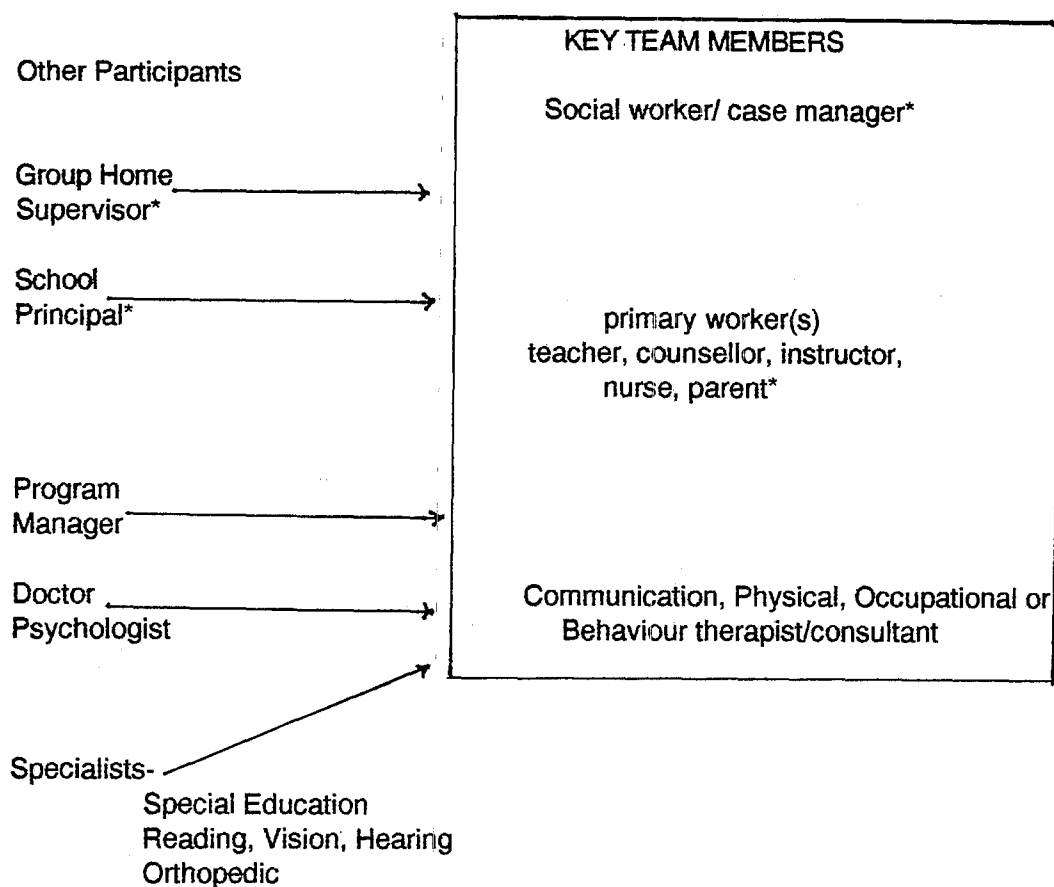 Other Participants
Group Home
Supervisor*
School
Principal*
Program
Manager
Doctor
Psychologist
Specialists-
Special Education
Reading, Vision, Hearing
Orthopedic
KEY TEAM MEMBERS
Social worker/ case manager*
primary worker(s)
teacher, counsellor, instructor,
nurse, parent*
Communication, Physical, Occupational or
Behaviour therapist/consultant